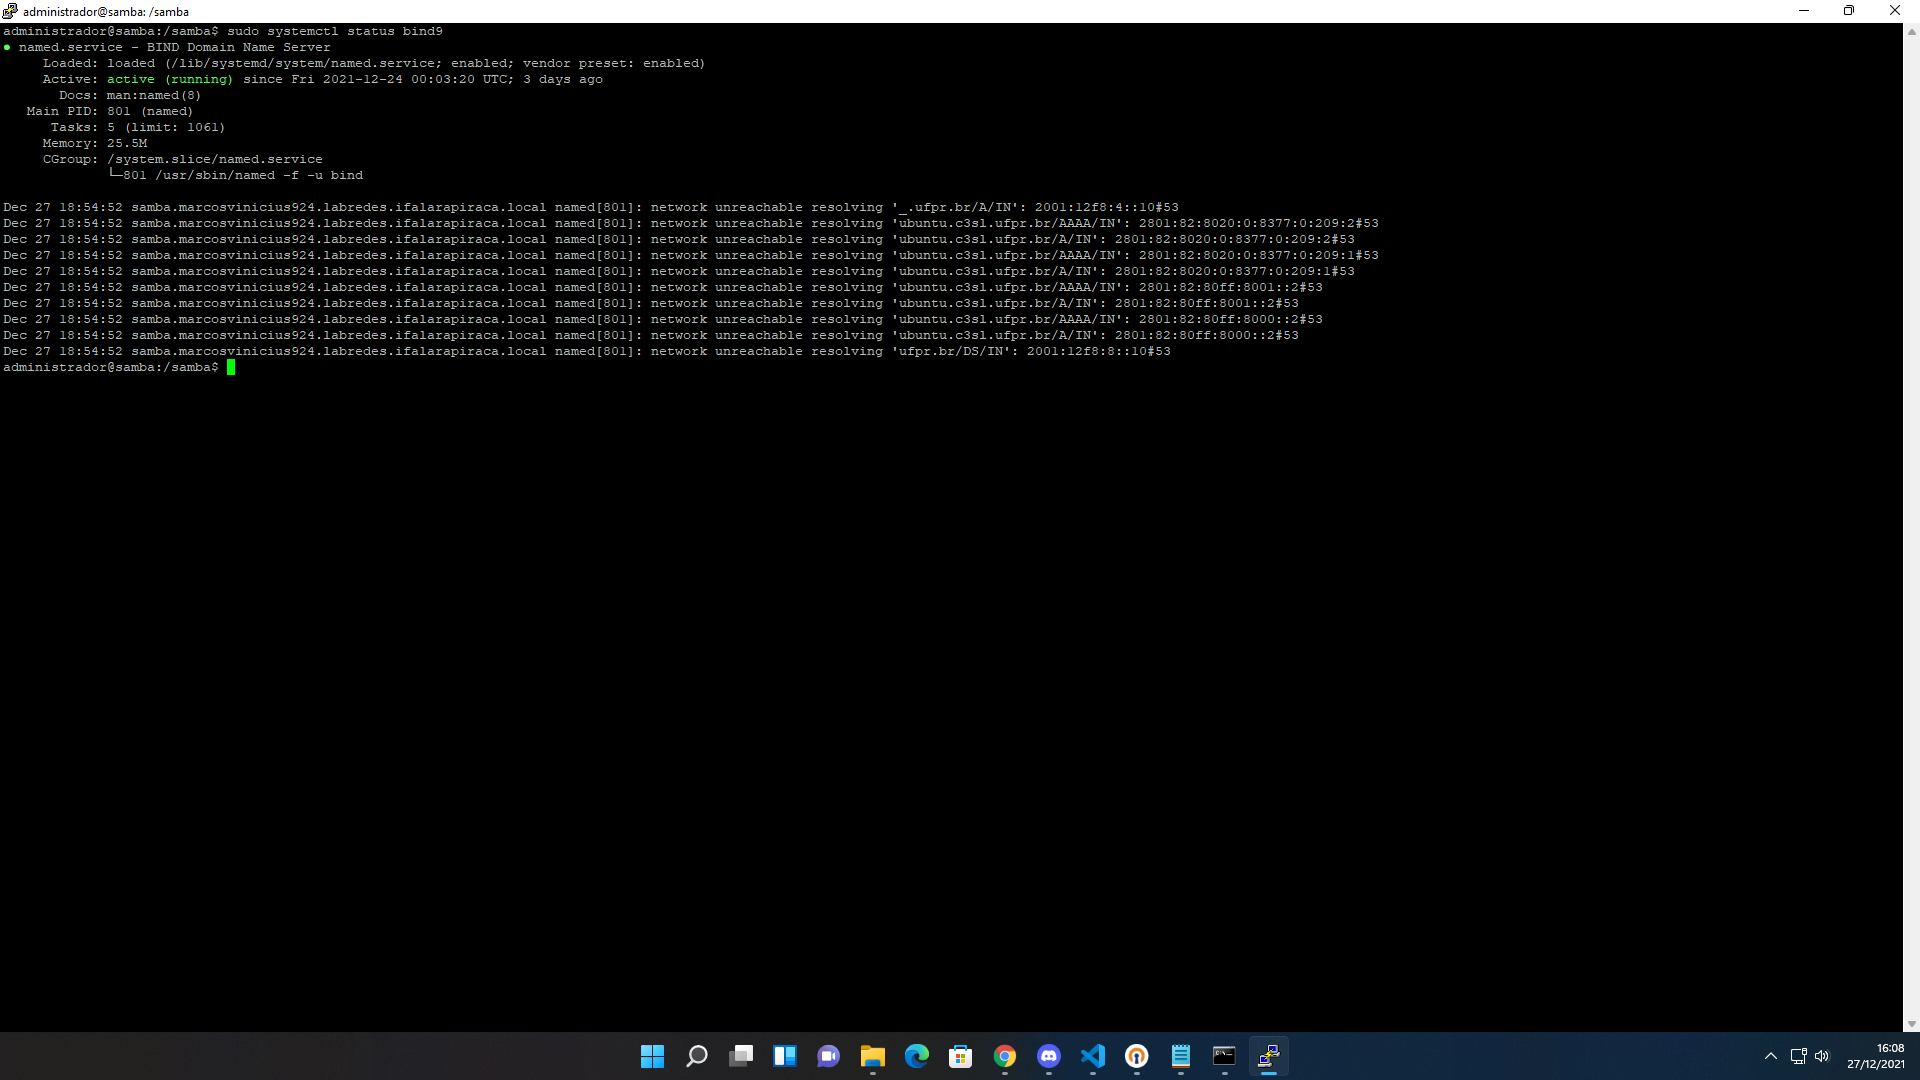 administrador@samba: /samba
administrador@samba:/samba$ sudo systemctl status bind9
● named.service - BIND Domain Name Server
     Loaded: loaded (/lib/systemd/system/named.service; enabled; vendor preset: enabled)
     Active: active (running) since Fri 2021-12-24 00:03:20 UTC; 3 days ago
       Docs: man:named(8)
   Main PID: 801 (named)
      Tasks: 5 (limit: 1061)
     Memory: 25.5M
     CGroup: /system.slice/named.service
             └─801 /usr/sbin/named -f -u bind
Dec 27 18:54:52 samba.marcosvinicius924.labredes.ifalarapiraca.local named[801]: network unreachable resolving '_.ufpr.br/A/IN': 2001:12f8:4::10#53
Dec 27 18:54:52 samba.marcosvinicius924.labredes.ifalarapiraca.local named[801]: network unreachable resolving 'ubuntu.c3sl.ufpr.br/AAAA/IN': 2801:82:8020:0:8377:0:209:2#53
Dec 27 18:54:52 samba.marcosvinicius924.labredes.ifalarapiraca.local named[801]: network unreachable resolving 'ubuntu.c3sl.ufpr.br/A/IN': 2801:82:8020:0:8377:0:209:2#53
Dec 27 18:54:52 samba.marcosvinicius924.labredes.ifalarapiraca.local named[801]: network unreachable resolving 'ubuntu.c3sl.ufpr.br/AAAA/IN': 2801:82:8020:0:8377:0:209:1#53
Dec 27 18:54:52 samba.marcosvinicius924.labredes.ifalarapiraca.local named[801]: network unreachable resolving 'ubuntu.c3sl.ufpr.br/A/IN': 2801:82:8020:0:8377:0:209:1#53
Dec 27 18:54:52 samba.marcosvinicius924.labredes.ifalarapiraca.local named[801]: network unreachable resolving 'ubuntu.c3sl.ufpr.br/AAAA/IN': 2801:82:80ff:8001::2#53
Dec 27 18:54:52 samba.marcosvinicius924.labredes.ifalarapiraca.local named[801]: network unreachable resolving 'ubuntu.c3sl.ufpr.br/A/IN': 2801:82:80ff:8001::2#53
Dec 27 18:54:52 samba.marcosvinicius924.labredes.ifalarapiraca.local named[801]: network unreachable resolving 'ubuntu.c3sl.ufpr.br/AAAA/IN': 2801:82:80ff:8000::2#53
Dec 27 18:54:52 samba.marcosvinicius924.labredes.ifalarapiraca.local named[801]: network unreachable resolving 'ubuntu.c3sl.ufpr.br/A/IN': 2801:82:80ff:8000::2#53
Dec 27 18:54:52 samba.marcosvinicius924.labredes.ifalarapiraca.local named[801]: network unreachable resolving 'ufpr.br/DS/IN': 2001:12f8:8::10#53
administrador@samba:/samba$
16:08
27/12/2021